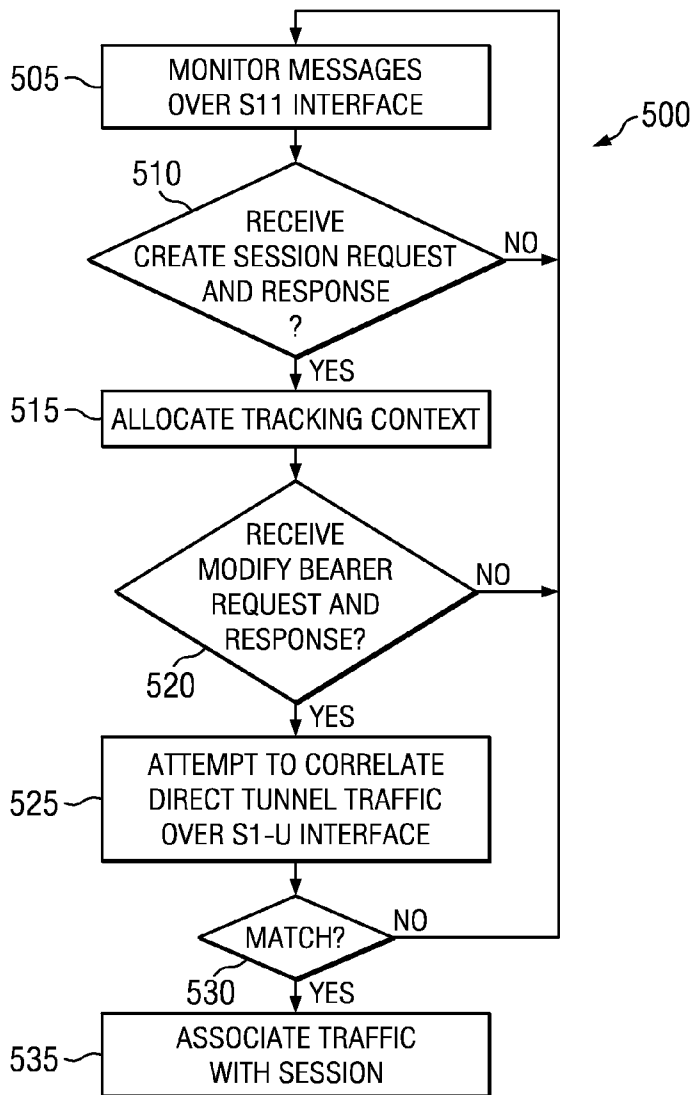 505
MONITOR MESSAGES
OVER S11 INTERFACE
500
510
RECEIVE
CREATE SESSION REQUEST
AND RESPONSE
?
NO
YES
515
ALLOCATE TRACKING CONTEXT
RECEIVE
MODIFY BEARER
REQUEST AND
RESPONSE?
NO
520
YES
525
ATTEMPT TO CORRELATE
DIRECT TUNNEL TRAFFIC
OVER S1-U INTERFACE
MATCH?
NO
530
YES
535
ASSOCIATE TRAFFIC
WITH SESSION